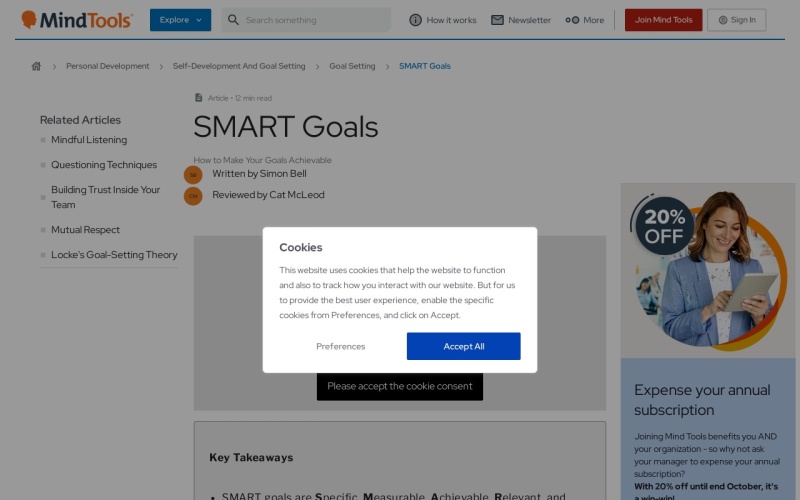 MindTools
Explore
Search something
How it works
Newsletter
More
Join Mind Tools
Sign In
Personal Development
Self-Development And Goal Setting
Goal Setting
SMART Goals
Article • 12 min read
SMART Goals
How to Make Your Goals Achievable
SB
Written by Simon Bell
CM
Reviewed by Cat McLeod
Related Articles
Mindful Listening
Questioning Techniques
Building Trust Inside Your
Team
Mutual Respect
Locke's Goal-Setting Theory
Cookies
This website uses cookies that help the website to function
and also to track how you interact with our website. But for us
to provide the best user experience, enable the specific
cookies from Preferences, and click on Accept.
Preferences
Accept All
Please accept the cookie consent
Key Takeaways
SMART goals are Specific, Measurable, Achievable, Relevant, and
20%
OFF
Expense your annual
subscription
Joining Mind Tools benefits you AND
your organization - so why not ask
your manager to expense your annual
subscription?
With 20% off until end October, it's
a win-win!